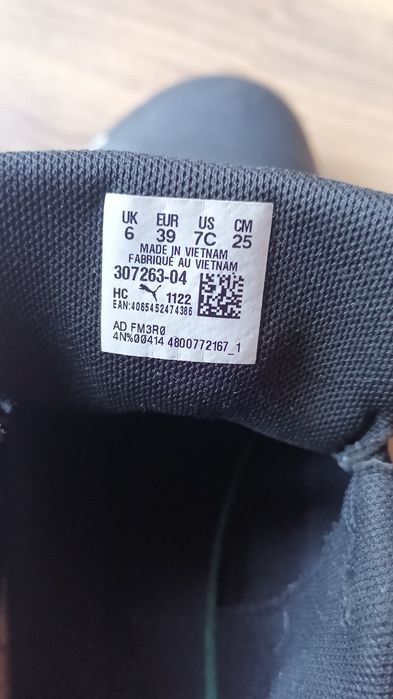 UK EUR US CM
6 39 7C 25
MADE IN VIETNAM
FABRIQUÉ AU VIETNAM
307263-04
HC 1122
EAN:4065452474386
AD FM3R0
4N%00414 4800772167_1